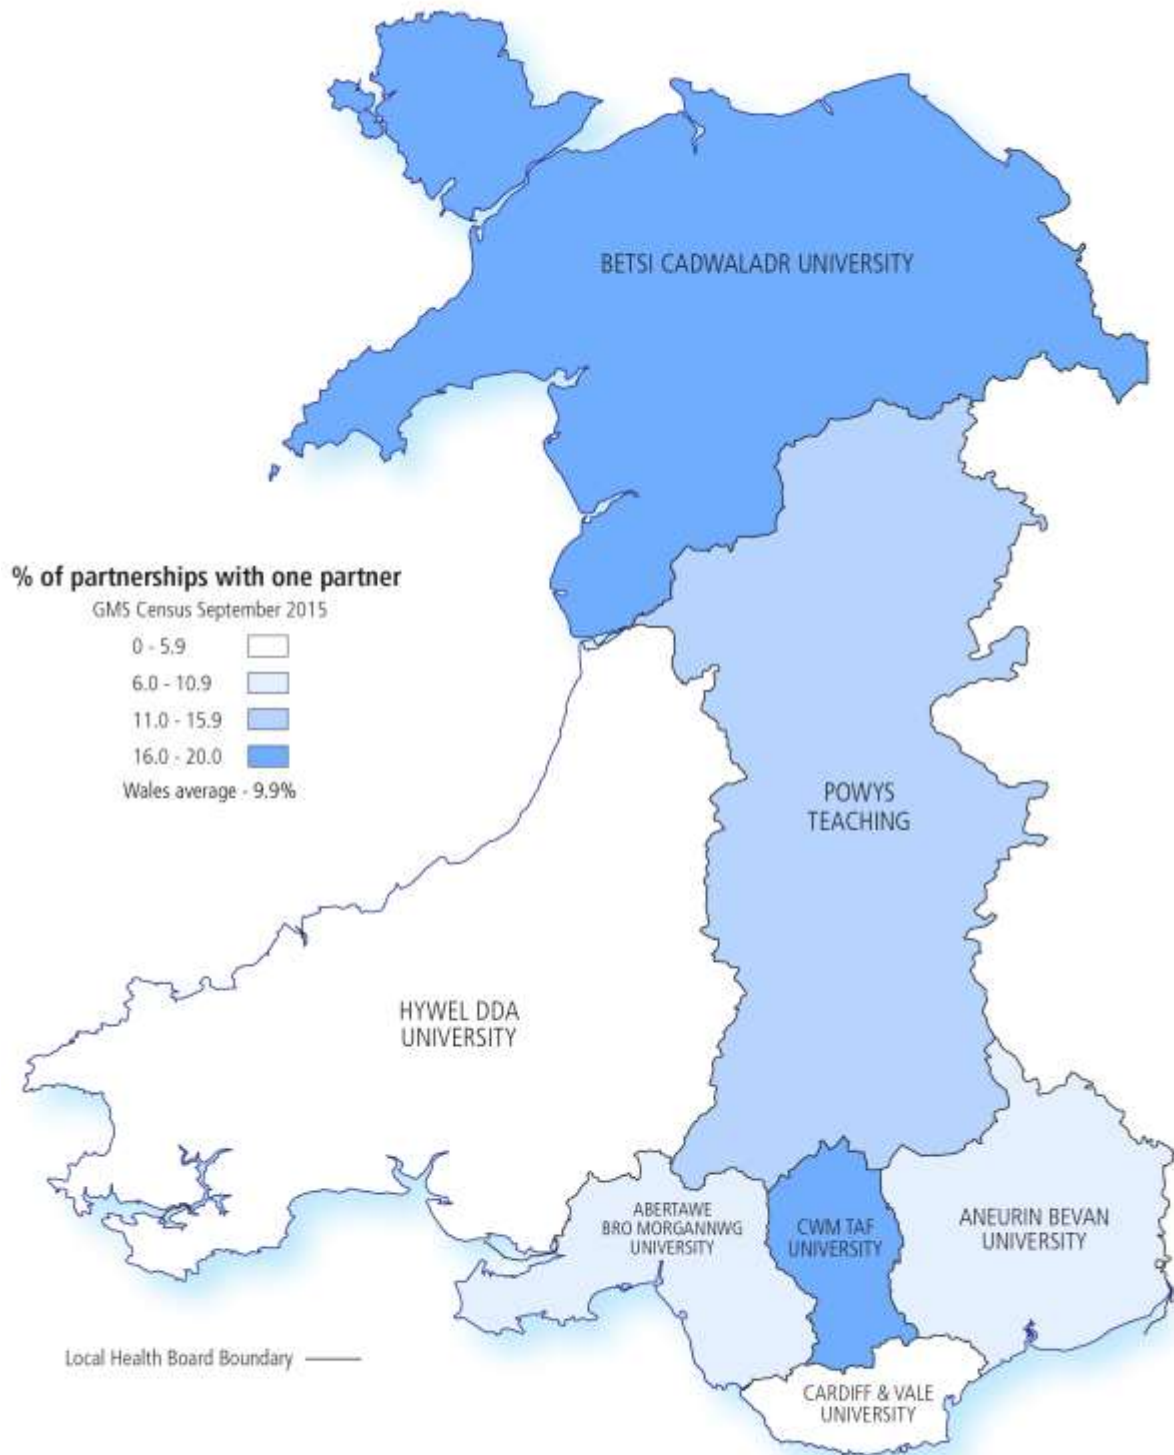 BETSI CADWALADR UNIVERSITY
% of partnerships with one partner
GMS Census September 2015
0 - 5.9
6.0 - 10.9
11.0 - 15.9
16.0 - 20.0
Wales average - 9.9%
POWYS
TEACHING
HYWEL DDA
UNIVERSITY
ABERTAWE
BRO MORGANNWG
UNIVERSITY
CWM TAF
UNIVERSITY
ANEURIN BEVAN
UNIVERSITY
Local Health Board Boundary
CARDIFF & VALE
UNIVERSITY